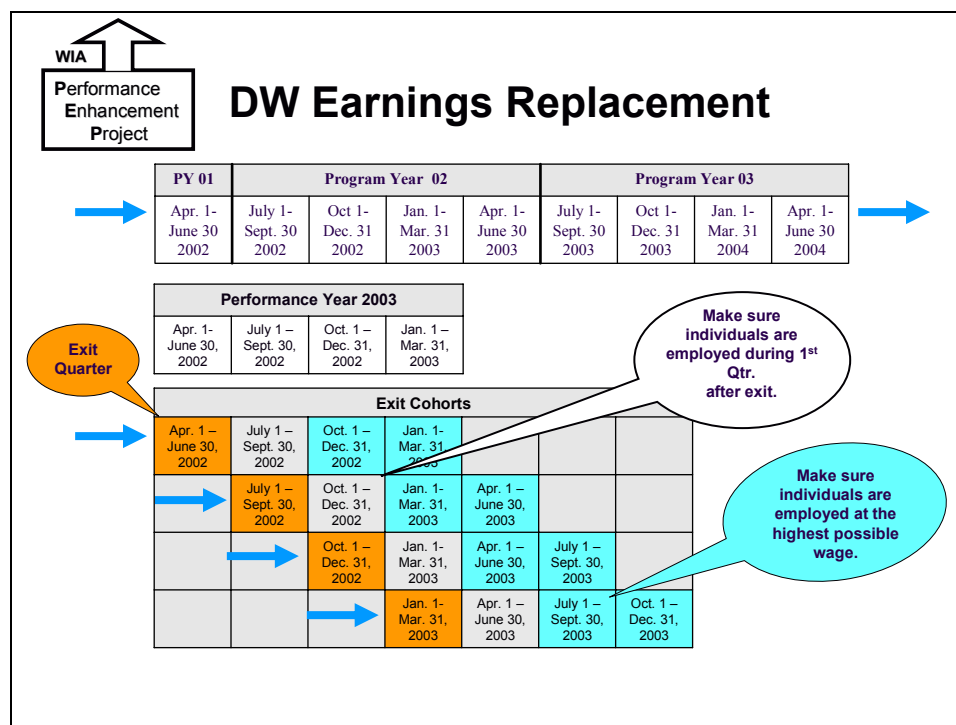 WIA
Performance
Enhancement
Project
DW Earnings Replacement
PY 01
Program Year 02
Program Year 03
Apr. 1-
June 30
2002
July 1-
Sept. 30
2002
Oct 1-
Dec. 31
2002
Jan. 1-
Mar. 31
2003
Apr. 1-
June 30
2003
July 1-
Sept. 30
2003
Oct 1-
Dec. 31
2003
Jan. 1-
Mar. 31
2004
Apr. 1-
June 30
2004
Performance Year 2003
Apr. 1-
June 30,
2002
July 1 –
Sept. 30,
2002
Oct. 1 –
Dec. 31,
2002
Jan. 1 –
Mar. 31,
2003
Exit
Quarter
Make sure
individuals are
employed during 1st
Qtr.
after exit.
Exit Cohorts
Apr. 1 –
June 30,
2002
July 1 –
Sept. 30,
2002
Oct. 1 –
Dec. 31,
2002
Jan. 1-
Mar. 31,
2003
July 1 –
Sept. 30,
2002
Oct. 1 –
Dec. 31,
2002
Jan. 1-
Mar. 31,
2003
Apr. 1 –
June 30,
2003
Oct. 1 –
Dec. 31,
2002
Jan. 1-
Mar. 31,
2003
Apr. 1 –
June 30,
2003
July 1 –
Sept. 30,
2003
Jan. 1-
Mar. 31,
2003
Apr. 1 –
June 30,
2003
July 1 –
Sept. 30,
2003
Oct. 1 –
Dec. 31,
2003
Make sure
individuals are
employed at the
highest possible
wage.